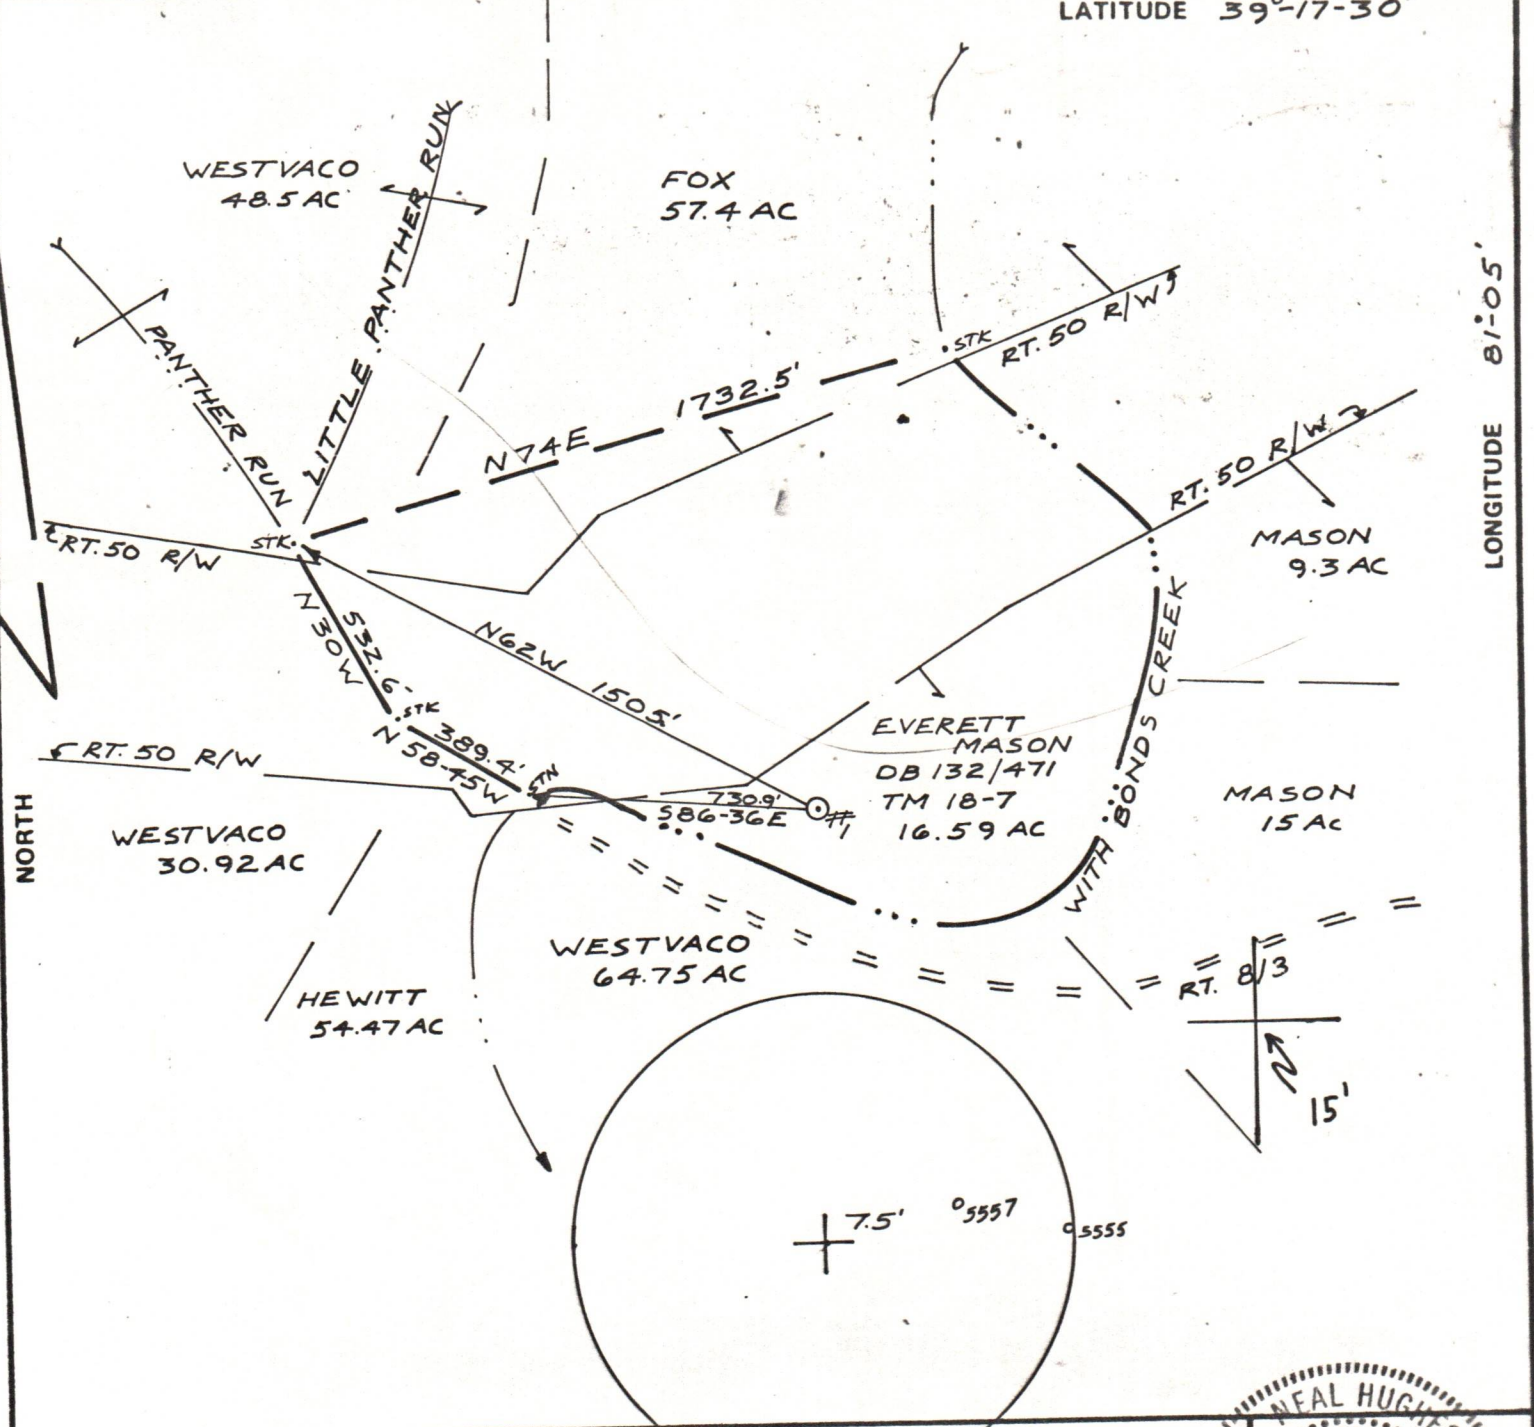 LATITUDE 39°-17-30
WESTVACO
48.5 AC
LITTLE PANTHER RUN
FOX
57.4 AC
PANTHER RUN
STK
RT. 50 R/W
LONGITUDE 81-05'
N74E 1732.5'
RT. 50 R/W
STK
RT. 50 R/W
MASON
9.3 AC
N30W
532.6'
N62W 1505'
STK
389.4'
N 58-45W
RT. 50 R/W
EVERETT
MASON
DB 132/471
TM 18-7
16.59 AC
730.9'
S86-36E
#1
WITH BONDS CREEK
MASON
15 AC
NORTH
WESTVACO
30.92 AC
WESTVACO
64.75 AC
HEWITT
54.47 AC
RT. 8/3
15'
7.5'
5557
5555
NEAL